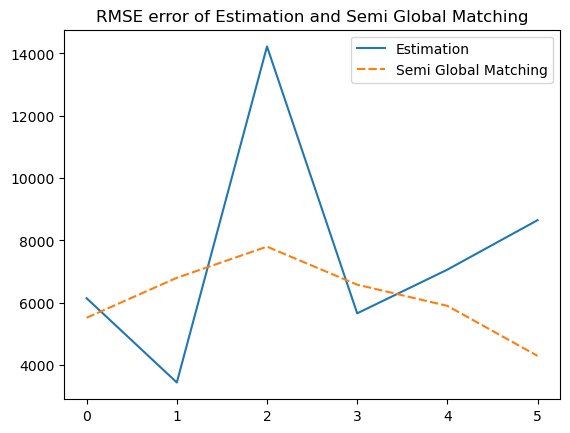 RMSE error of Estimation and Semi Global Matching
Estimation
Semi Global Matching
14000
12000
10000
8000
6000
4000
0 1 2 3 4 5